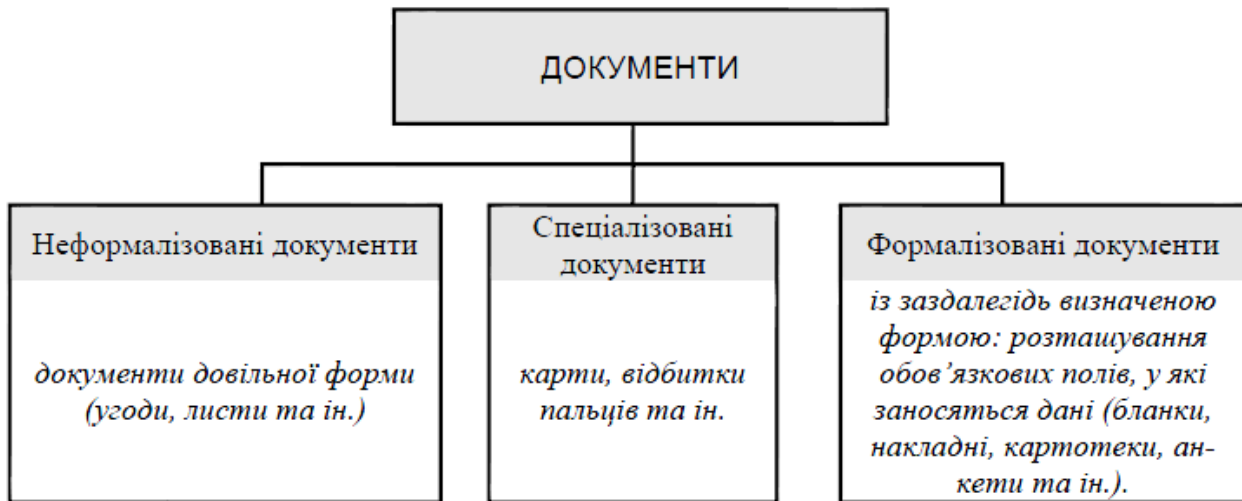 ДОКУМЕНТИ
Неформалізовані документи
документи довільної форми
(угоди, листи та ін.)
Спеціалізовані
документи
карти, відбитки
пальців та ін.
Формалізовані документи
із заздалегідь визначеною
формою: розташування
обов’язкових полів, у які
заносяться дані (бланки,
накладні, картотеки, ан-
кети та ін.).